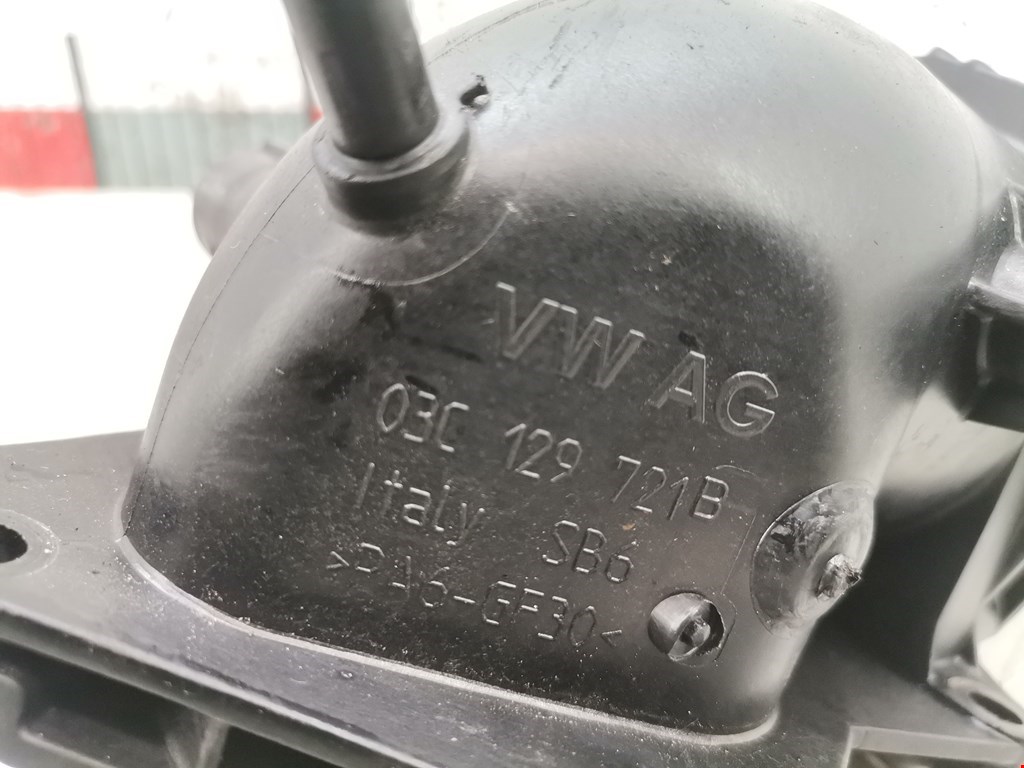 VW AG
03C 129 721B
Italy SB6
>PA6-GF30<